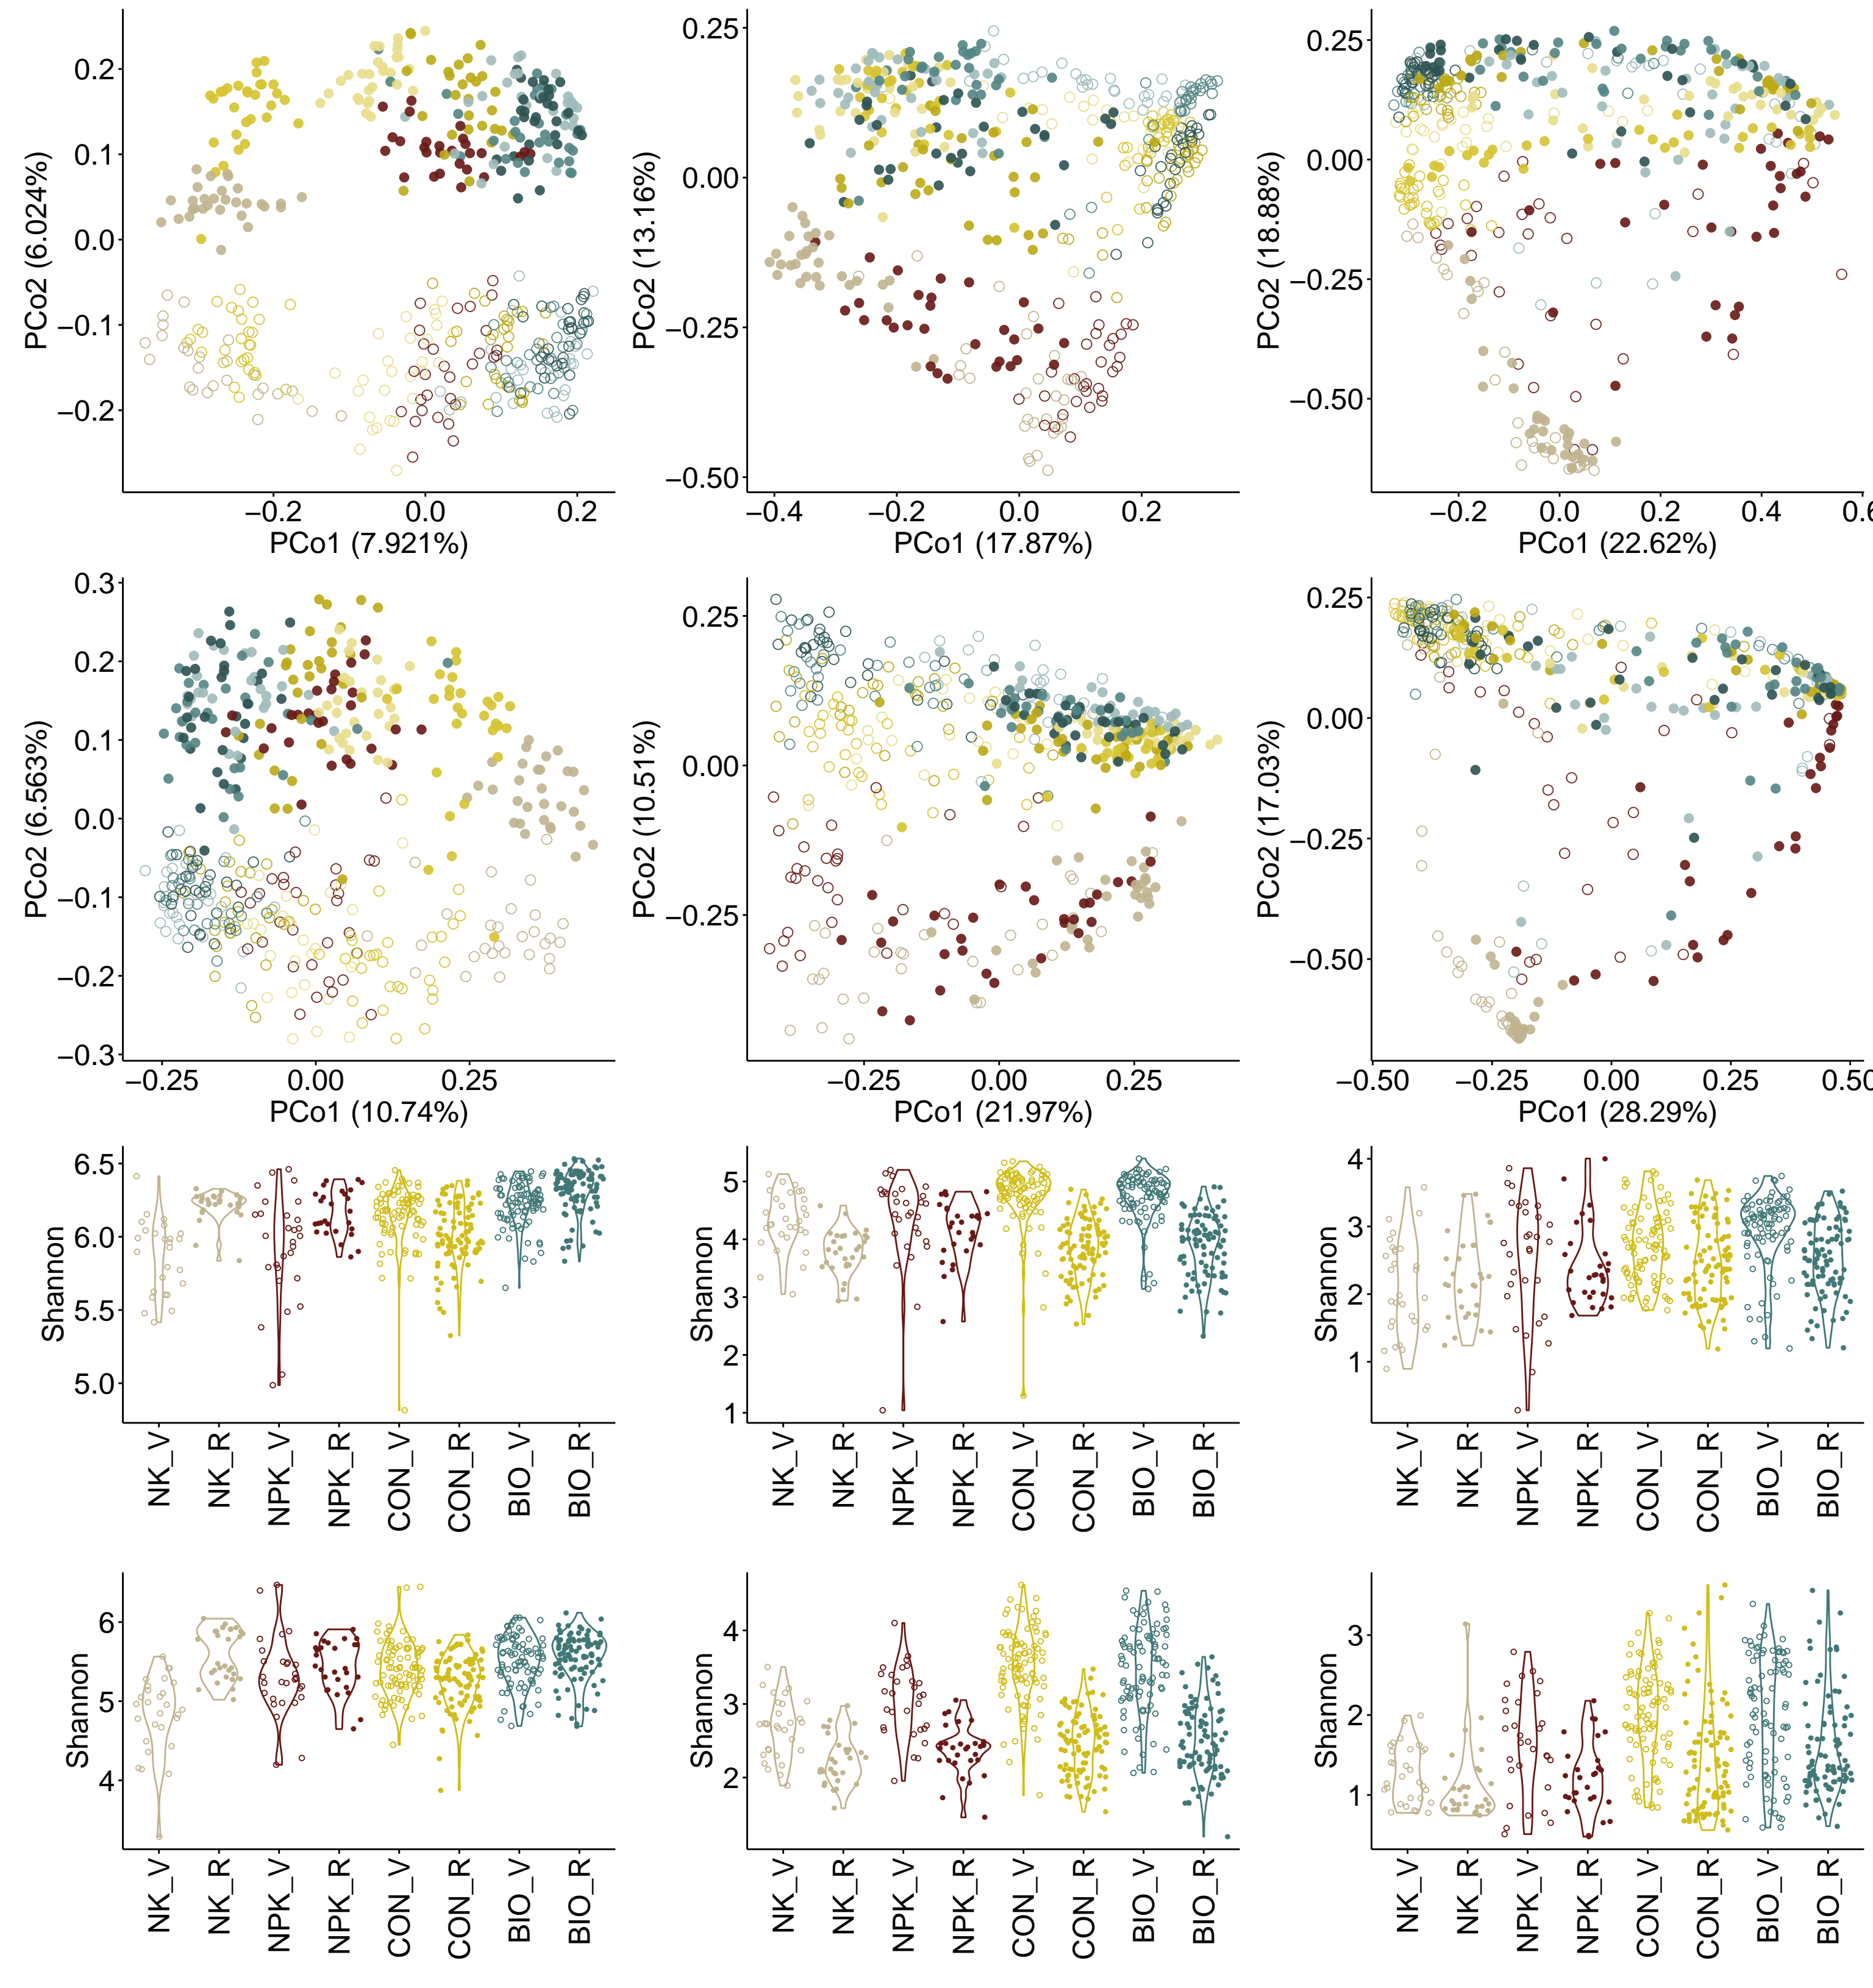 PCo2 (6.024%)
0.2
0.1
0.0
−0.1
−0.2
−0.2 0.0 0.2
PCo1 (7.921%)
PCo2 (13.16%)
0.25
0.00
−0.25
−0.50
−0.4 −0.2 0.0 0.2
PCo1 (17.87%)
PCo2 (18.88%)
0.25
0.00
−0.25
−0.50
−0.2 0.0 0.2 0.4
PCo1 (22.62%)
PCo2 (6.563%)
0.3
0.2
0.1
0.0
−0.1
−0.2
−0.3
−0.25 0.00 0.25
PCo1 (10.74%)
PCo2 (10.51%)
0.25
0.00
−0.25
−0.25 0.00 0.25
PCo1 (21.97%)
PCo2 (17.03%)
0.25
0.00
−0.25
−0.50
−0.50 −0.25 0.00 0.25 0.50
PCo1 (28.29%)
Shannon
6.5
6.0
5.5
5.0
NK_V NK_R NPK_V NPK_R CON_V CON_R BIO_V BIO_R
Shannon
5
4
3
2
1
NK_V NK_R NPK_V NPK_R CON_V CON_R BIO_V BIO_R
Shannon
4
3
2
1
NK_V NK_R NPK_V NPK_R CON_V CON_R BIO_V BIO_R
Shannon
6
5
4
NK_V NK_R NPK_V NPK_R CON_V CON_R BIO_V BIO_R
Shannon
4
3
2
NK_V NK_R NPK_V NPK_R CON_V CON_R BIO_V BIO_R
Shannon
3
2
1
NK_V NK_R NPK_V NPK_R CON_V CON_R BIO_V BIO_R